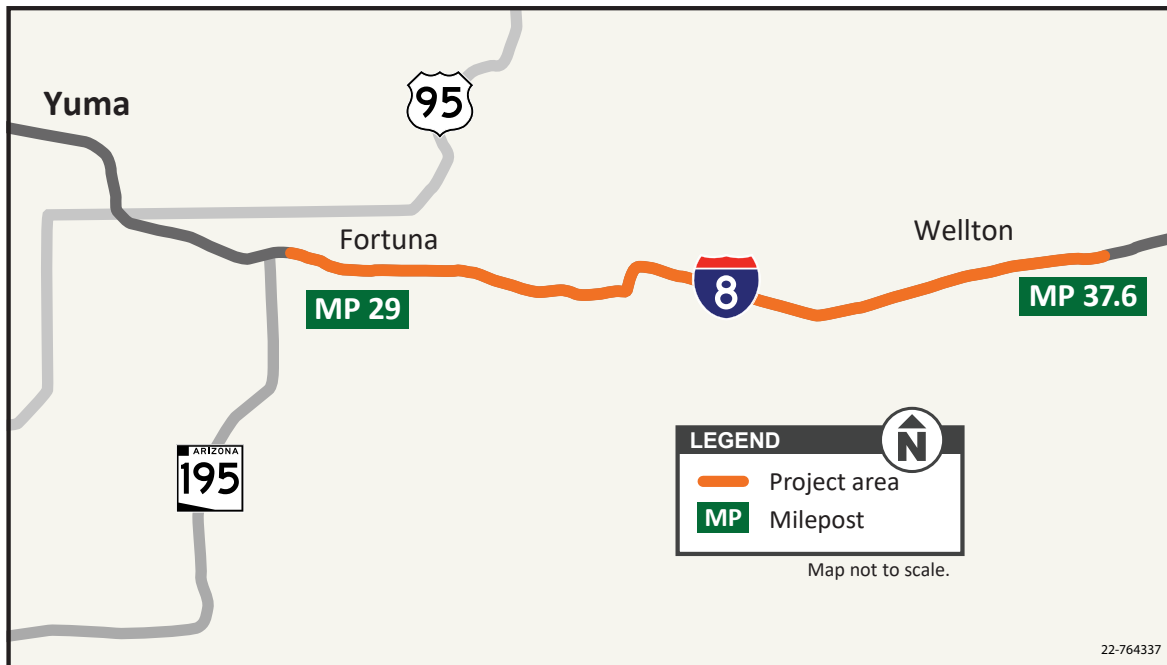 95
Yuma
Fortuna
Wellton
MP 29
8
MP 37.6
ARIZONA
195
LEGEND
N
Project area
MP Milepost
Map not to scale.
22-764337